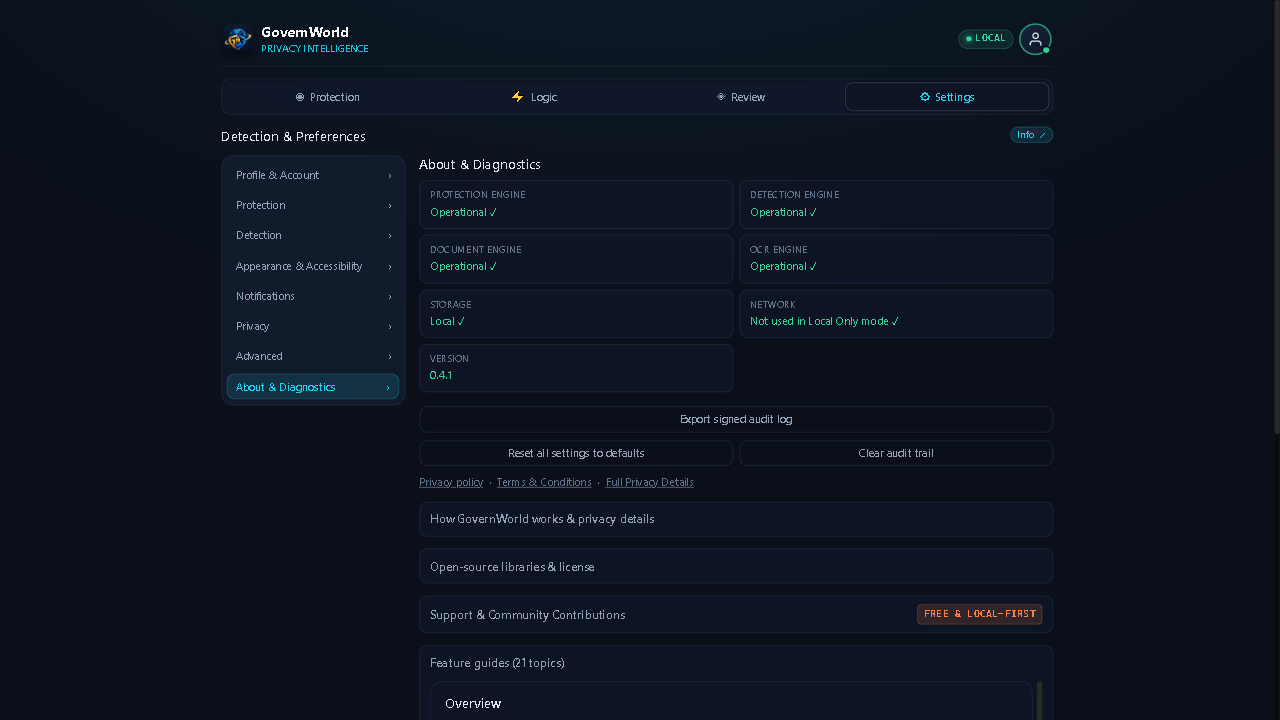 GovernWorld
PRIVACY INTELLIGENCE
LOCAL
Protection
Logic
Review
Settings
Detection & Preferences
Info
Profile & Account
Protection
Detection
Appearance & Accessibility
Notifications
Privacy
Advanced
About & Diagnostics
About & Diagnostics
PROTECTION ENGINE
Operational ✓
DETECTION ENGINE
Operational ✓
DOCUMENT ENGINE
Operational ✓
OCR ENGINE
Operational ✓
STORAGE
Local ✓
NETWORK
Not used in Local Only mode ✓
VERSION
0.4.1
Export signed audit log
Reset all settings to defaults
Clear audit trail
Privacy policy · Terms & Conditions · Full Privacy Details
How GovernWorld works & privacy details
Open-source libraries & license
Support & Community Contributions
FREE & LOCAL-FIRST
Feature guides (21 topics)
Overview